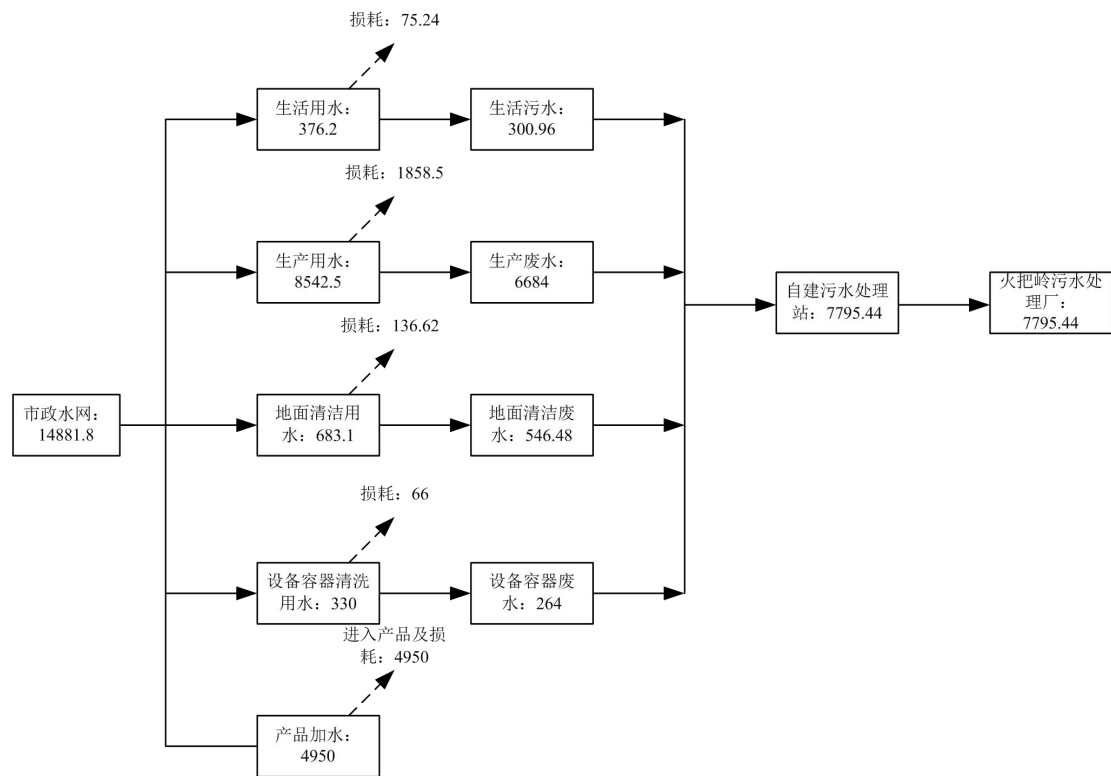 损耗：75.24
生活用水：
376.2
生活污水：
300.96
损耗：1858.5
生产用水：
8542.5
生产废水：
6684
自建污水处理
站：7795.44
火把岭污水处
理厂：
7795.44
损耗：136.62
市政水网：
14881.8
地面清洁用
水：683.1
地面清洁废
水：546.48
损耗：66
设备容器清洗
用水：330
设备容器废
水：264
进入产品及损
耗：4950
产品加水：
4950